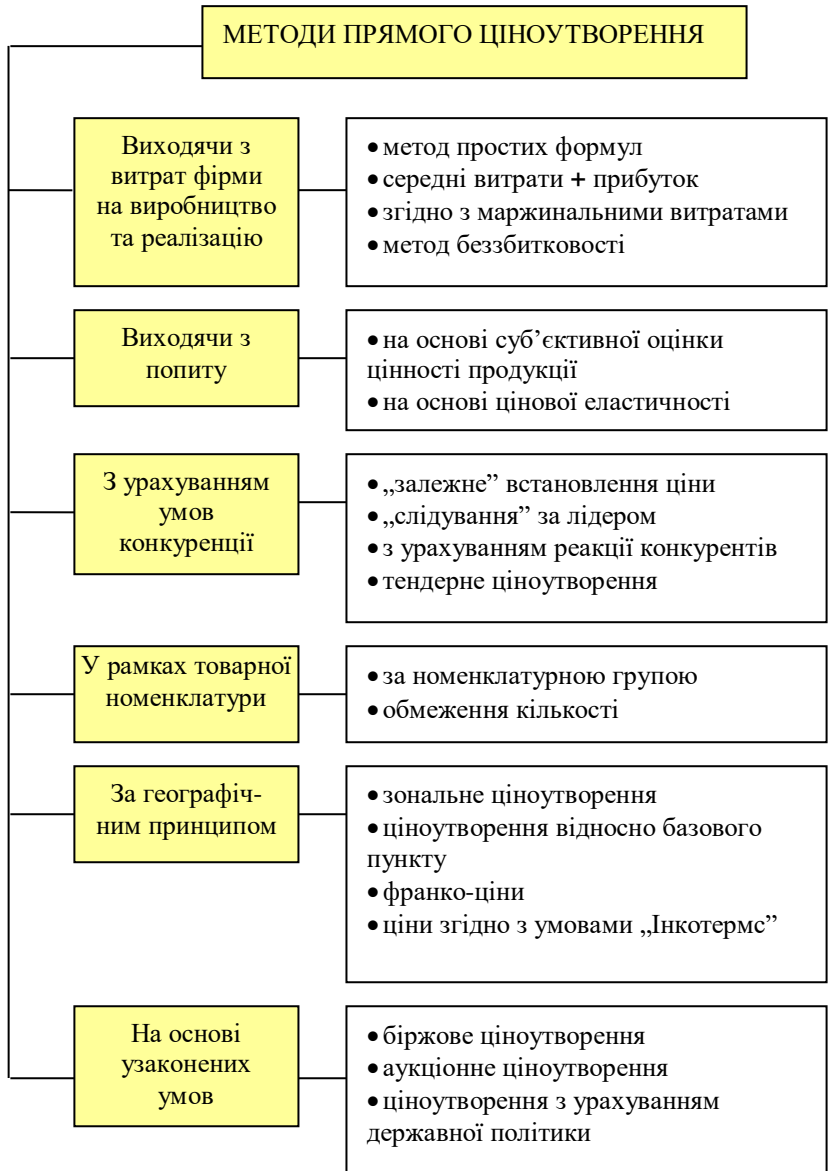 МЕТОДИ ПРЯМОГО ЦІНОУТВОРЕННЯ
Виходячи з
витрат фірми
на виробництво
та реалізацію
• метод простих формул
• середні витрати + прибуток
• згідно з маржинальними витратами
• метод беззбитковості
Виходячи з
попиту
• на основі суб’єктивної оцінки
цінності продукції
• на основі цінової еластичності
З урахуванням
умов
конкуренції
• „залежне” встановлення ціни
• „слідування” за лідером
• з урахуванням реакції конкурентів
• тендерне ціноутворення
У рамках товарної
номенклатури
• за номенклатурною групою
• обмеження кількості
За географіч-
ним принципом
• зональне ціноутворення
• ціноутворення відносно базового
пункту
• франко-ціни
• ціни згідно з умовами „Інкотермс”
На основі
узаконених
умов
• біржове ціноутворення
• аукціонне ціноутворення
• ціноутворення з урахуванням
державної політики